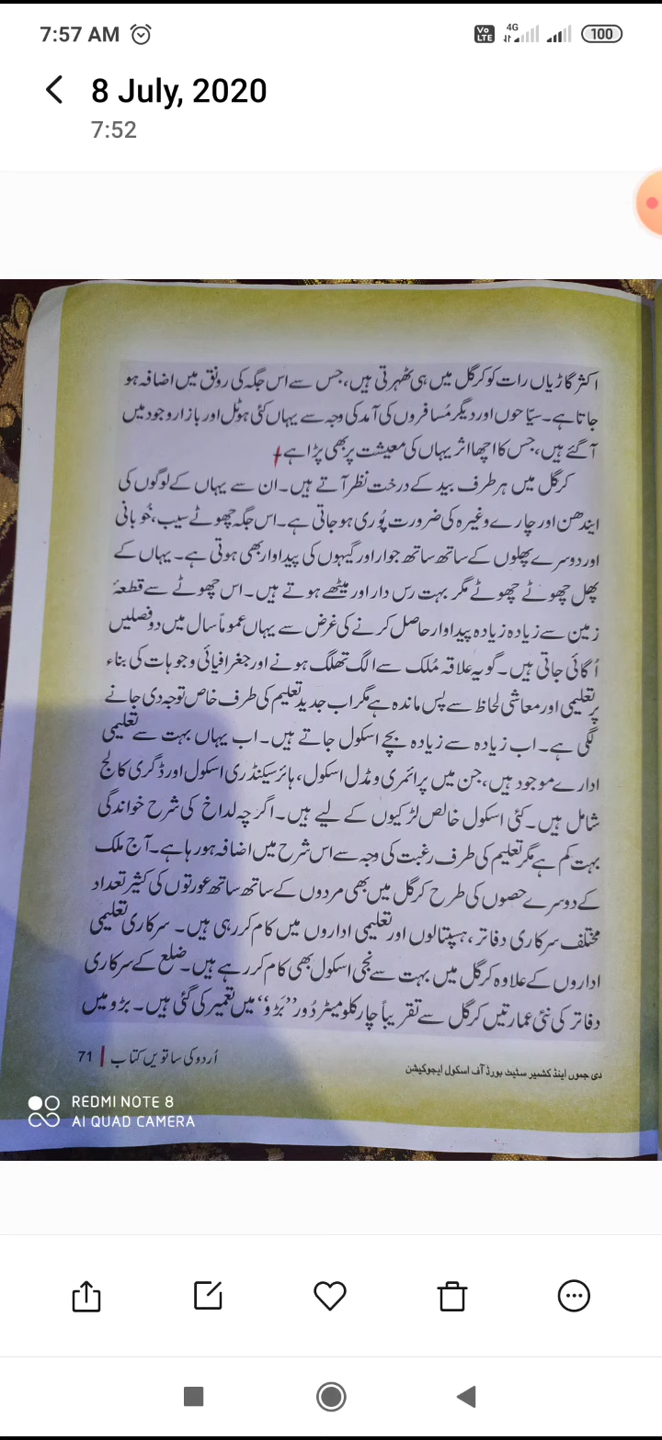 7:57 AM
Vo LTE 4G 100
8 July, 2020
7:52
اکثر گاڑیاں رات کو کرگل میں ہی ٹھہرتی ہیں، جس سے اس جگہ کی رونق میں اضافہ ہو
جاتا ہے۔ سیّاحوں اور دیگر مُسافروں کی آمد کی وجہ سے یہاں کئی ہوٹل اور بازار وجود میں
آگئے ہیں، جس کا اچھا اثر یہاں کی معیشت پر بھی پڑا ہے۔
کرگل میں ہر طرف بید کے درخت نظر آتے ہیں۔ ان سے یہاں کے لوگوں کی
ایندھن اور چارے وغیرہ کی ضرورت پُوری ہو جاتی ہے۔ اس جگہ چھوٹے سیب، خُوبانی
اور دوسرے پھلوں کے ساتھ ساتھ جوار اور گیہوں کی پیداوار بھی ہوتی ہے۔ یہاں کے
پھل چھوٹے چھوٹے مگر بہت رس دار اور میٹھے ہوتے ہیں۔ اس چھوٹے سے قطعۂ
زمین سے زیادہ زیادہ پیداوار حاصل کرنے کی غرض سے یہاں عموماً سال میں دو فصلیں
اُگائی جاتی ہیں۔ گو یہ علاقہ مُلک سے الگ تھلگ ہونے اور جغرافیائی وجوہات کی بناء
پر تعلیمی اور معاشی لحاظ سے پس ماندہ ہے مگر اب جدید تعلیم کی طرف خاص توجہ دی جانے
لگی ہے۔ اب زیادہ سے زیادہ بچے اسکول جاتے ہیں۔ اب یہاں بہت سے تعلیمی
ادارے موجود ہیں، جن میں پرائمری و مڈل اسکول، ہائر سیکنڈری اسکول اور ڈگری کالج
شامل ہیں۔ کئی اسکول خالص لڑکیوں کے لیے ہیں۔ اگرچہ لداخ کی شرح خواندگی
بہت کم ہے مگر تعلیم کی طرف رغبت کی وجہ سے اس شرح میں اضافہ ہو رہا ہے۔ آج ملک
کے دوسرے حصوں کی طرح کرگل میں بھی مردوں کے ساتھ ساتھ عورتوں کی کثیر تعداد
مختلف سرکاری دفاتر، ہسپتالوں اور تعلیمی اداروں میں کام کر رہی ہیں۔ سرکاری تعلیمی
اداروں کے علاوہ کرگل میں بہت سے نجی اسکول بھی کام کر رہے ہیں۔ ضلع کے سرکاری
دفاتر کی نئی عمارتیں کرگل سے تقریباً چار کلومیٹر دُور ”بَڑو“ میں تعمیر کی گئی ہیں۔ بڑو میں
دی جموں اینڈ کشمیر سٹیٹ بورڈ آف اسکول ایجوکیشن
اُردو کی ساتویں کتاب | 71
REDMI NOTE 8
AI QUAD CAMERA